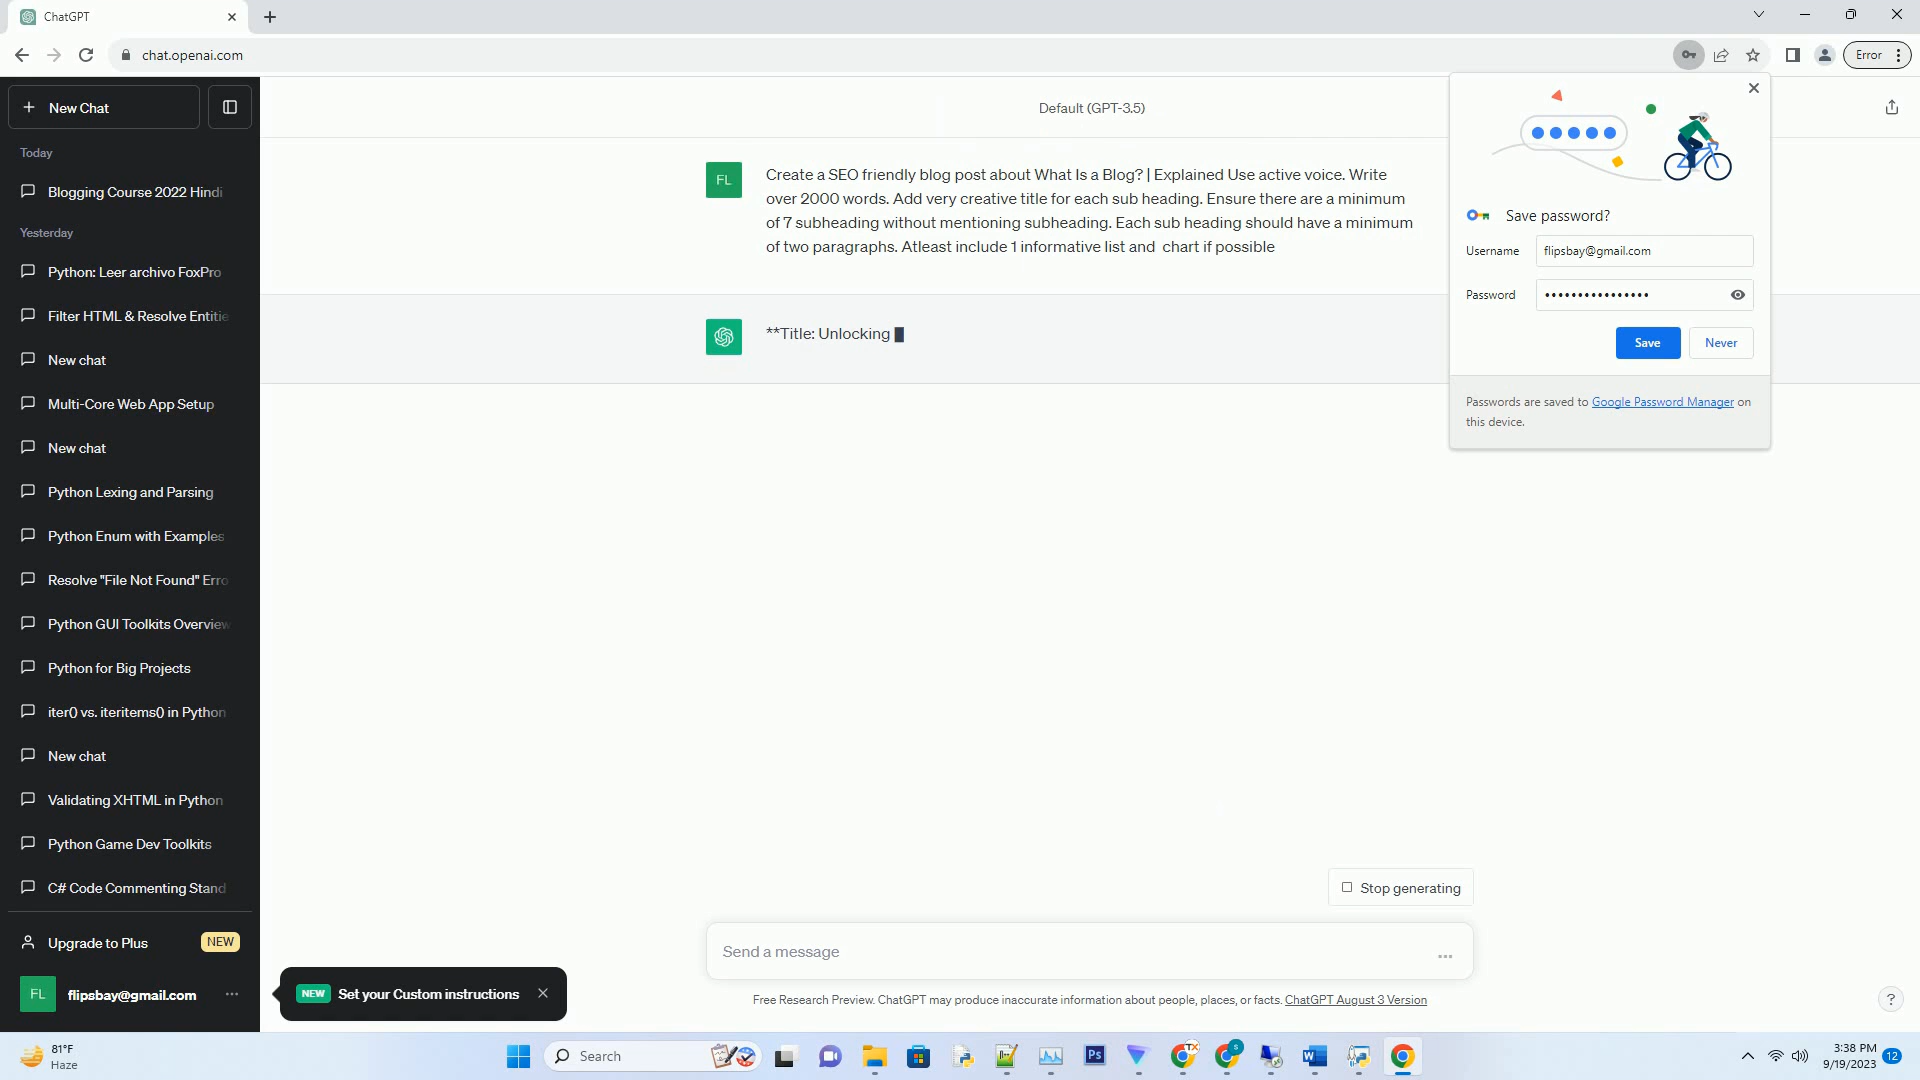 ChatGPT
chat.openai.com
Error
New Chat
Today
Blogging Course 2022 Hindi
Yesterday
Python: Leer archivo FoxPro
Filter HTML & Resolve Entitie
New chat
Multi-Core Web App Setup
New chat
Python Lexing and Parsing
Python Enum with Examples
Resolve "File Not Found" Erro
Python GUI Toolkits Overview
Python for Big Projects
iter() vs. iteritems() in Python
New chat
Validating XHTML in Python
Python Game Dev Toolkits
C# Code Commenting Stand
Upgrade to Plus
NEW
FL
flipsbay@gmail.com
Default (GPT-3.5)
FL
Create a SEO friendly blog post about What Is a Blog? | Explained Use active voice. Write
over 2000 words. Add very creative title for each sub heading. Ensure there are a minimum
of 7 subheading without mentioning subheading. Each sub heading should have a minimum
of two paragraphs. Atleast include 1 informative list and  chart if possible
**Title: Unlocking
Save password?
Username
flipsbay@gmail.com
Password
••••••••••••••••
Save
Never
Passwords are saved to Google Password Manager on
this device.
Stop generating
Send a message
NEW
Set your Custom instructions
Free Research Preview. ChatGPT may produce inaccurate information about people, places, or facts. ChatGPT August 3 Version
?
81°F
Haze
Search
Ps
TX
S
W
3:38 PM
9/19/2023
12